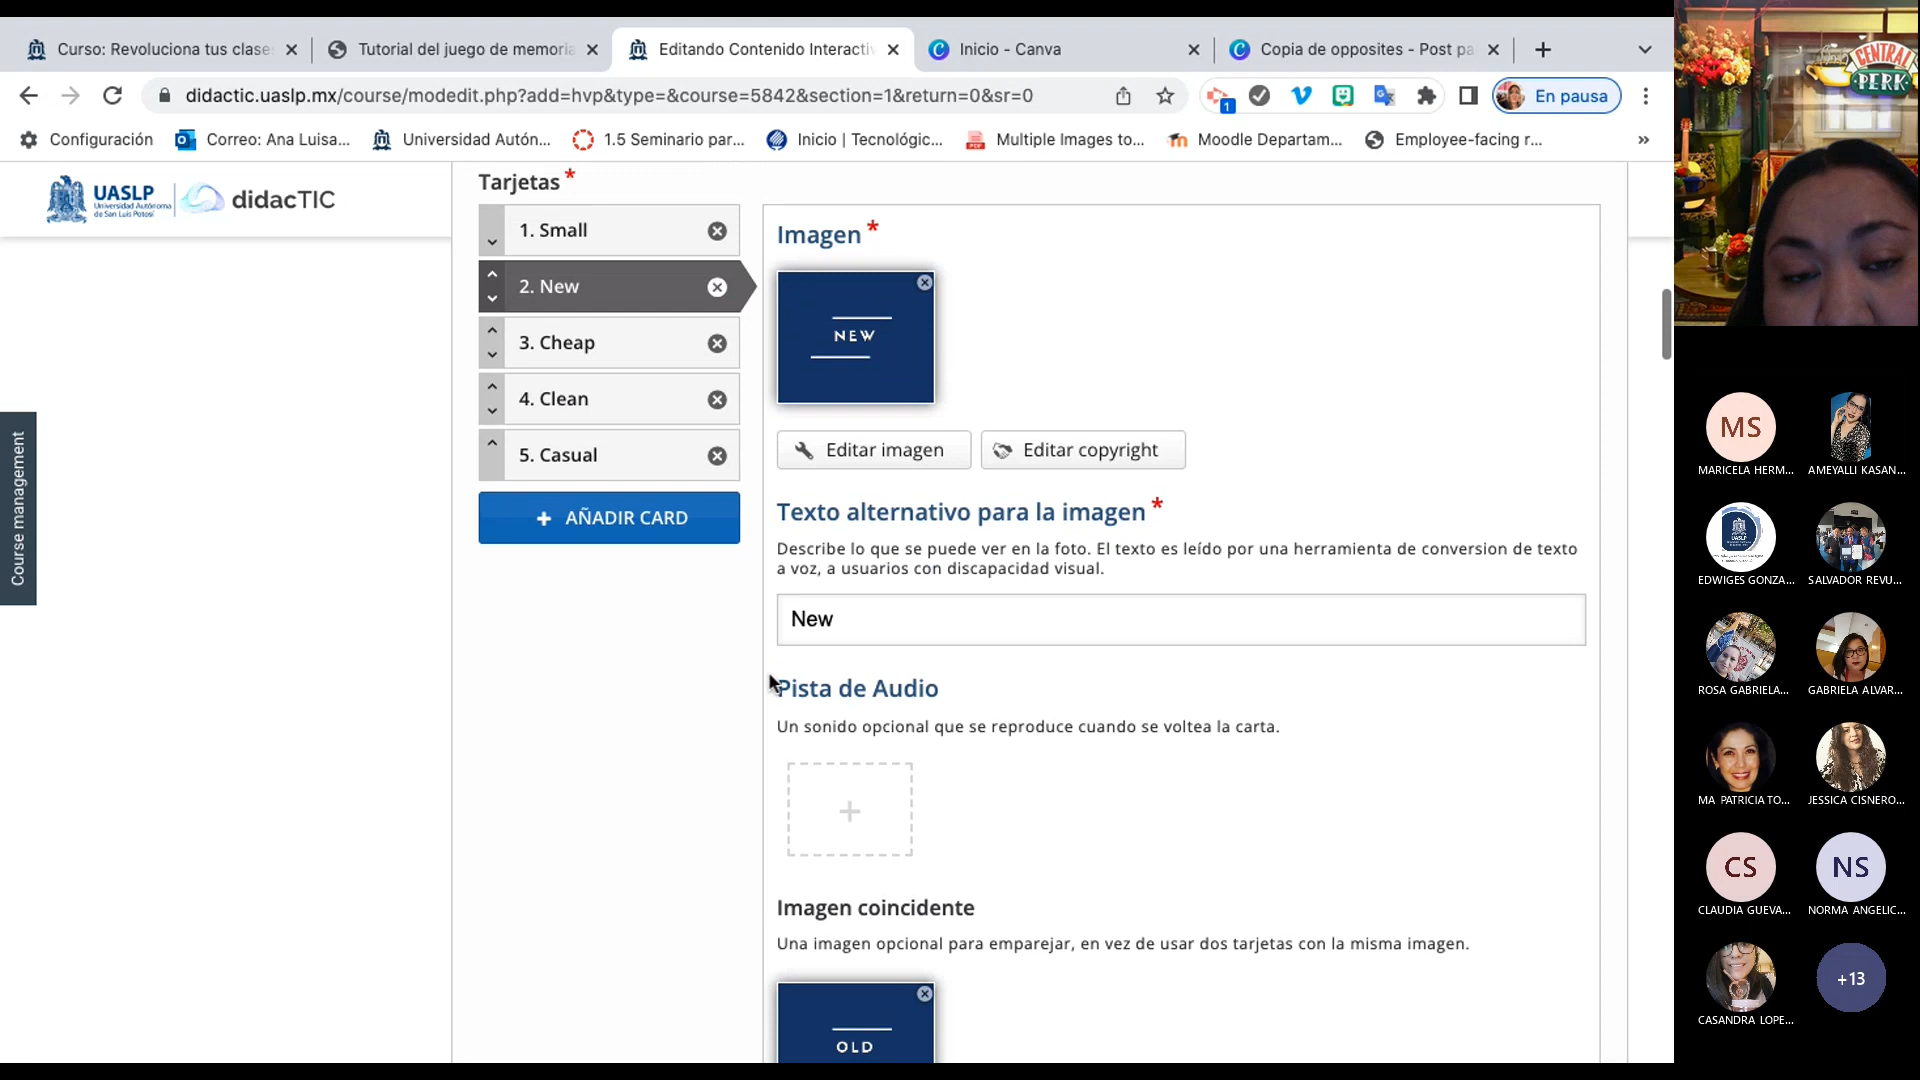 Curso: Revoluciona tus clase
Tutorial del juego de memoria
Editando Contenido Interactiv
Inicio - Canva
Copia de opposites - Post pa
didactic.uaslp.mx/course/modedit.php?add=hvp&type=&course=5842&section=1&return=0&sr=0
1
En pausa
Configuración
Correo: Ana Luisa...
Universidad Autón...
1.5 Seminario par...
Inicio | Tecnológic...
Multiple Images to...
Moodle Departam...
Employee-facing r...
»
UASLP
Universidad Autónoma
de San Luis Potosí
didacTIC
Course management
Tarjetas *
1. Small
2. New
3. Cheap
4. Clean
5. Casual
+ AÑADIR CARD
Imagen *
NEW
Editar imagen
Editar copyright
Texto alternativo para la imagen *
Describe lo que se puede ver en la foto. El texto es leído por una herramienta de conversion de texto
a voz, a usuarios con discapacidad visual.
New
Pista de Audio
Un sonido opcional que se reproduce cuando se voltea la carta.
+
Imagen coincidente
Una imagen opcional para emparejar, en vez de usar dos tarjetas con la misma imagen.
OLD
CENTRAL
PERK
MS
MARICELA HERM...
AMEYALLI KASAN...
UASLP
EDWIGES GONZA...
SALVADOR REVU...
ROSA GABRIELA...
GABRIELA ALVAR...
MA PATRICIA TO...
JESSICA CISNERO...
CS
CLAUDIA GUEVA...
NS
NORMA ANGELIC...
CASANDRA LOPE...
+13